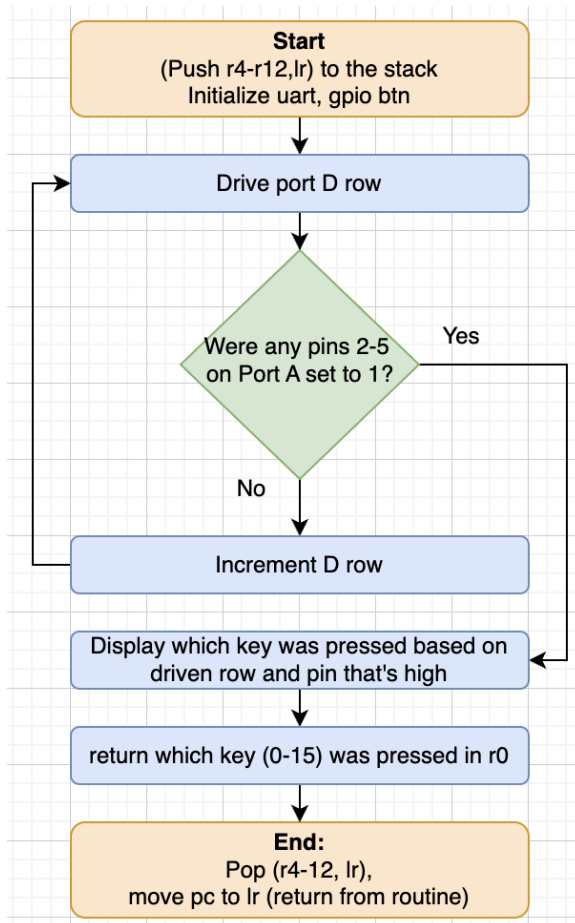 Start
(Push r4-r12,lr) to the stack
Initialize uart, gpio btn
Drive port D row
Were any pins 2-5
on Port A set to 1?
Yes
No
Increment D row
Display which key was pressed based on
driven row and pin that's high
return which key (0-15) was pressed in r0
End:
Pop (r4-12, lr),
move pc to lr (return from routine)